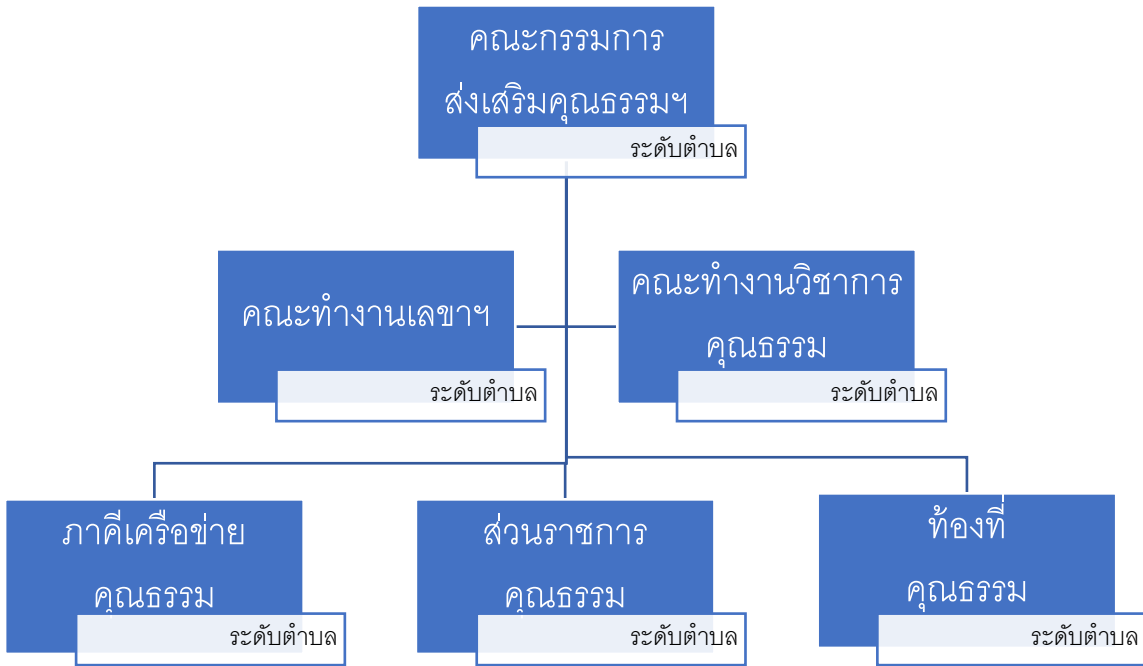 คณะกรรมการ
ส่งเสริมคุณธรรมฯ
ระดับตำบล
คณะทำงานเลขาฯ
ระดับตำบล
คณะทำงานวิชาการ
คุณธรรม
ระดับตำบล
ภาคีเครือข่าย
คุณธรรม
ระดับตำบล
ส่วนราชการ
คุณธรรม
ระดับตำบล
ท้องที่
คุณธรรม
ระดับตำบล